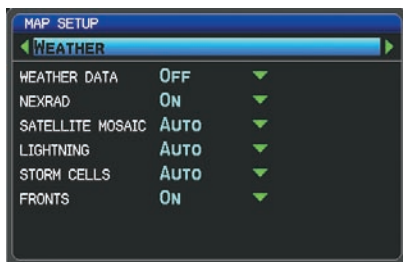 MAP SETUP
WEATHER
WEATHER DATA OFF
NEXRAD ON
SATELLITE MOSAIC AUTO
LIGHTNING AUTO
STORM CELLS AUTO
FRONTS ON